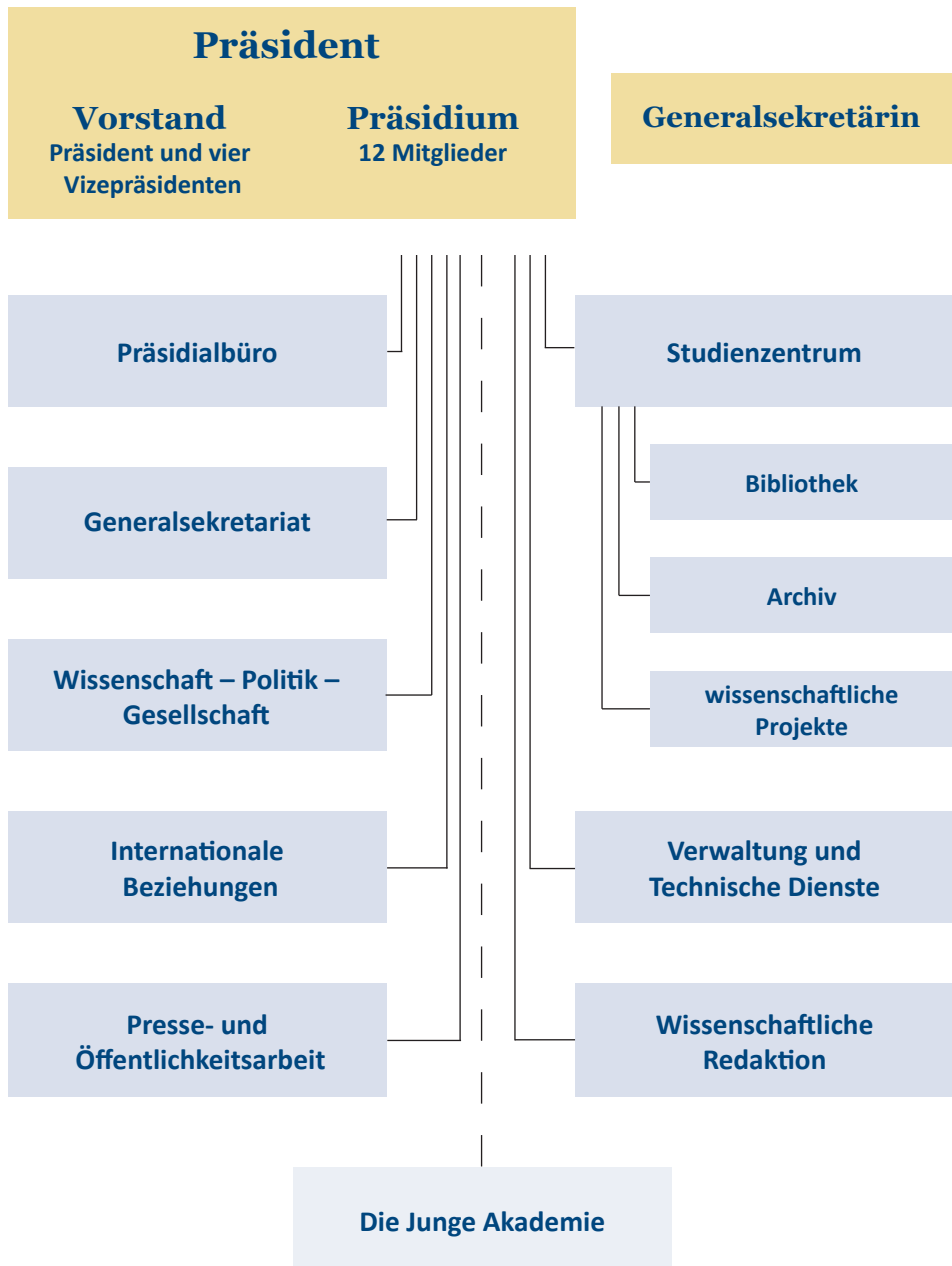 Präsident
Vorstand
Präsident und vier
Vizepräsidenten
Präsidium
12 Mitglieder
Generalsekretärin
Präsidialbüro
Generalsekretariat
Wissenschaft – Politik –
Gesellschaft
Internationale
Beziehungen
Presse- und
Öffentlichkeitsarbeit
Studienzentrum
Bibliothek
Archiv
wissenschaftliche
Projekte
Verwaltung und
Technische Dienste
Wissenschaftliche
Redaktion
Die Junge Akademie